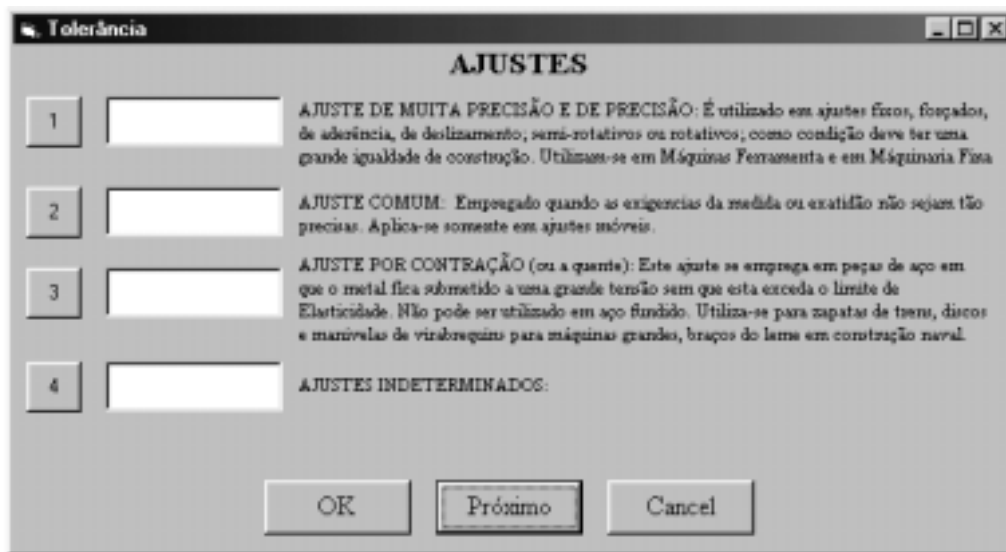 Tolerância
AJUSTES
1
AJUSTE DE MUITA PRECISÃO E DE PRECISÃO: É utilizado em ajustes fixos, forçados,
de aderência, de deslizamento; semi-rotativos ou rotativos; como condição deve ter uma
grande igualdade de construção. Utilizam-se em Máquinas Ferramenta e em Máquinaria Fina
2
AJUSTE COMUM: Empregado quando as exigencias da medida ou exatidão não sejam tão
precisas. Aplica-se somente em ajustes móveis.
3
AJUSTE POR CONTRAÇÃO (ou a quente): Este ajuste se emprega em peças de aço em
que o metal fica submetido a uma grande tensão sem que esta exceda o limite de
Elasticidade. Não pode ser utilizado em aço fundido. Utiliza-se para zapatas de trens, discos
e manivelas de virabrequins para máquinas grandes, braços do leme em construção naval.
4
AJUSTES INDETERMINADOS:
OK Próximo Cancel